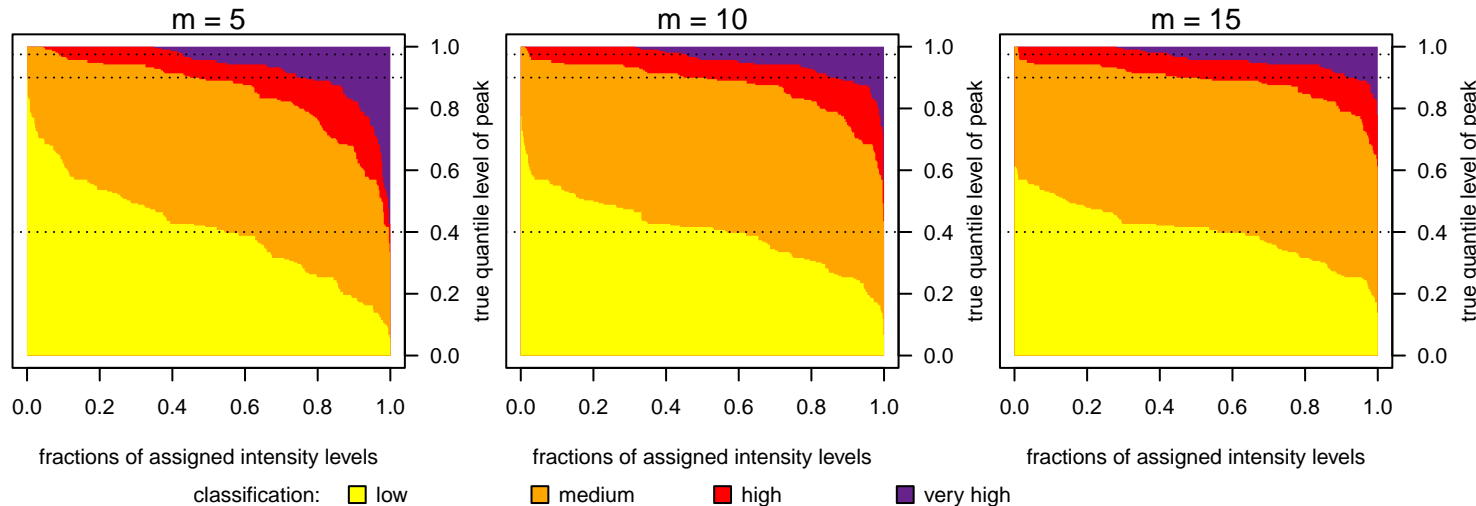 m = 5
m = 10
m = 15
1.0
0.8
0.6
0.4
0.2
0.0
true quantile level of peak
1.0
0.8
0.6
0.4
0.2
0.0
true quantile level of peak
1.0
0.8
0.6
0.4
0.2
0.0
true quantile level of peak
0.0 0.2 0.4 0.6 0.8 1.0
0.0 0.2 0.4 0.6 0.8 1.0
0.0 0.2 0.4 0.6 0.8 1.0
fractions of assigned intensity levels
fractions of assigned intensity levels
fractions of assigned intensity levels
classification: low medium high very high